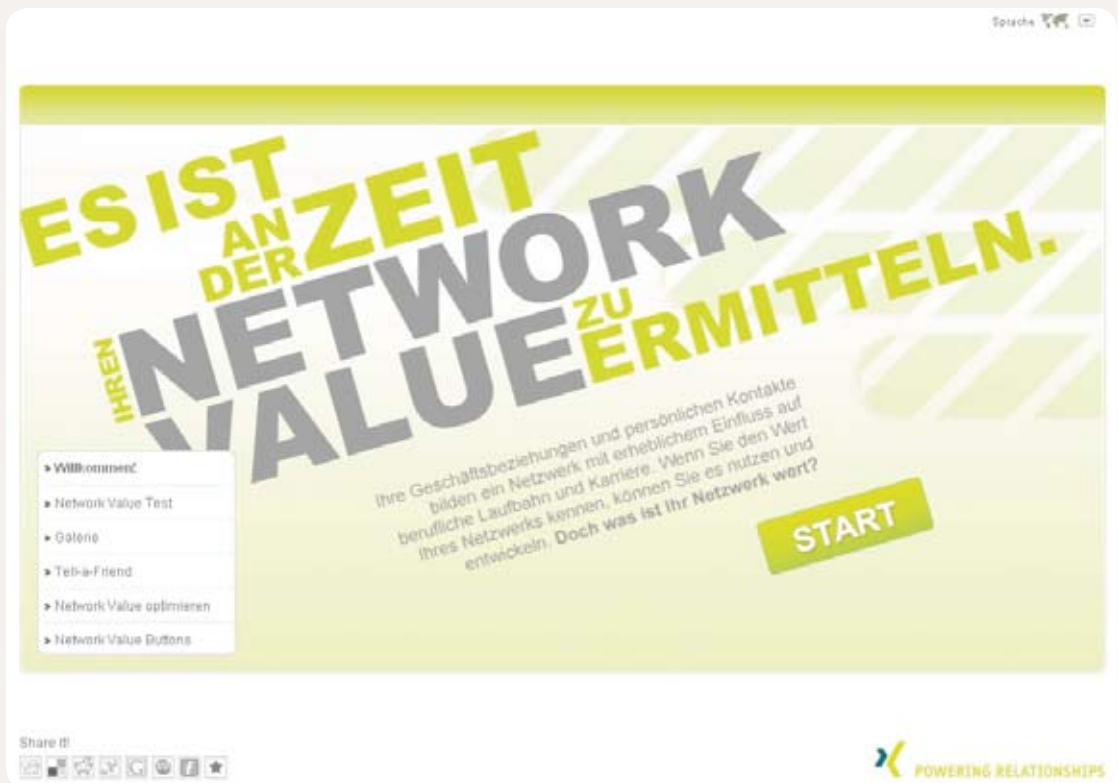 Sprache
ES IST
AN
DER ZEIT
IHREN
NETWORK
VALUE
ZU
ERMITTELN.
Ihre Geschäftsbeziehungen und persönlichen Kontakte
bilden ein Netzwerk mit erheblichem Einfluss auf
berufliche Laufbahn und Karriere. Wenn Sie den Wert
Ihres Netzwerks kennen, können Sie es nutzen und
entwickeln. Doch was ist Ihr Netzwerk wert?
START
» Willkommen!
» Network Value Test
» Galerie
» Tell-a-Friend
» Network Value optimieren
» Network Value Buttons
Share it!
POWERING RELATIONSHIPS